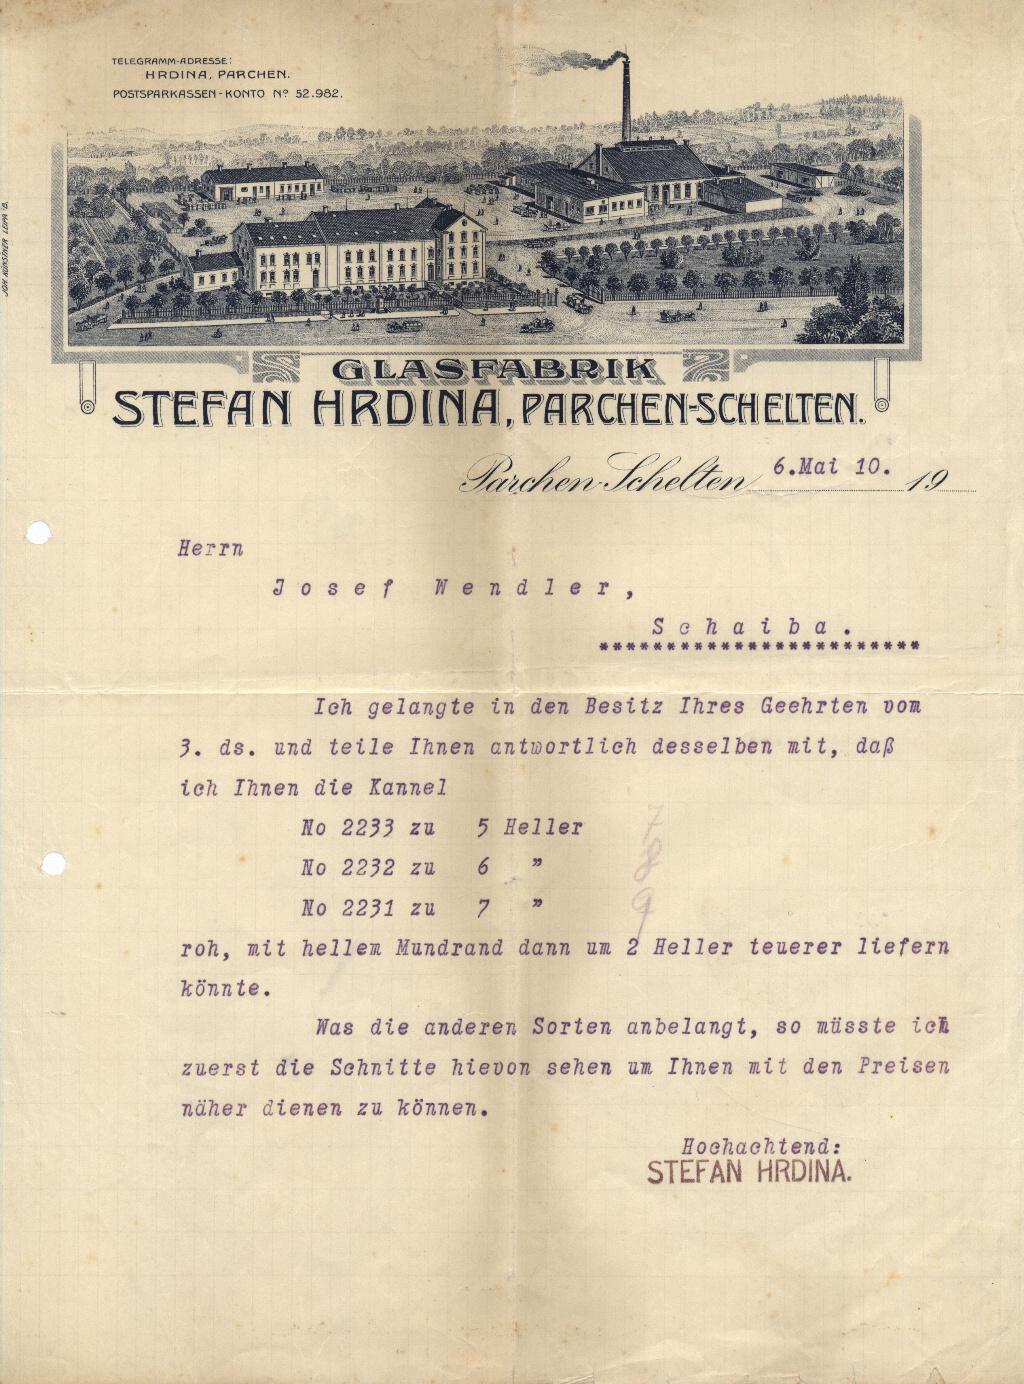 TELEGRAMM-ADRESSE:
HRDINA, PARCHEN.
POSTSPARKASSEN-KONTO Nº 52.982.
GLASFABRIK
STEFAN HRDINA, PARCHEN-SCHELTEN.
Parchen-Schelten 6.Mai 10. 19
Herrn
Josef Wendler,
Schaiba.
************************
Ich gelangte in den Besitz Ihres Geehrten vom
3. ds. und teile Ihnen antwortlich desselben mit, daß
ich Ihnen die Kannel
No 2233 zu 5 Heller 7
No 2232 zu 6 " 8
No 2231 zu 7 " 9
roh, mit hellem Mundrand dann um 2 Heller teuerer liefern
könnte.
Was die anderen Sorten anbelangt, so müsste ich
zuerst die Schnitte hievon sehen um Ihnen mit den Preisen
näher dienen zu können.
Hochachtend:
STEFAN HRDINA.